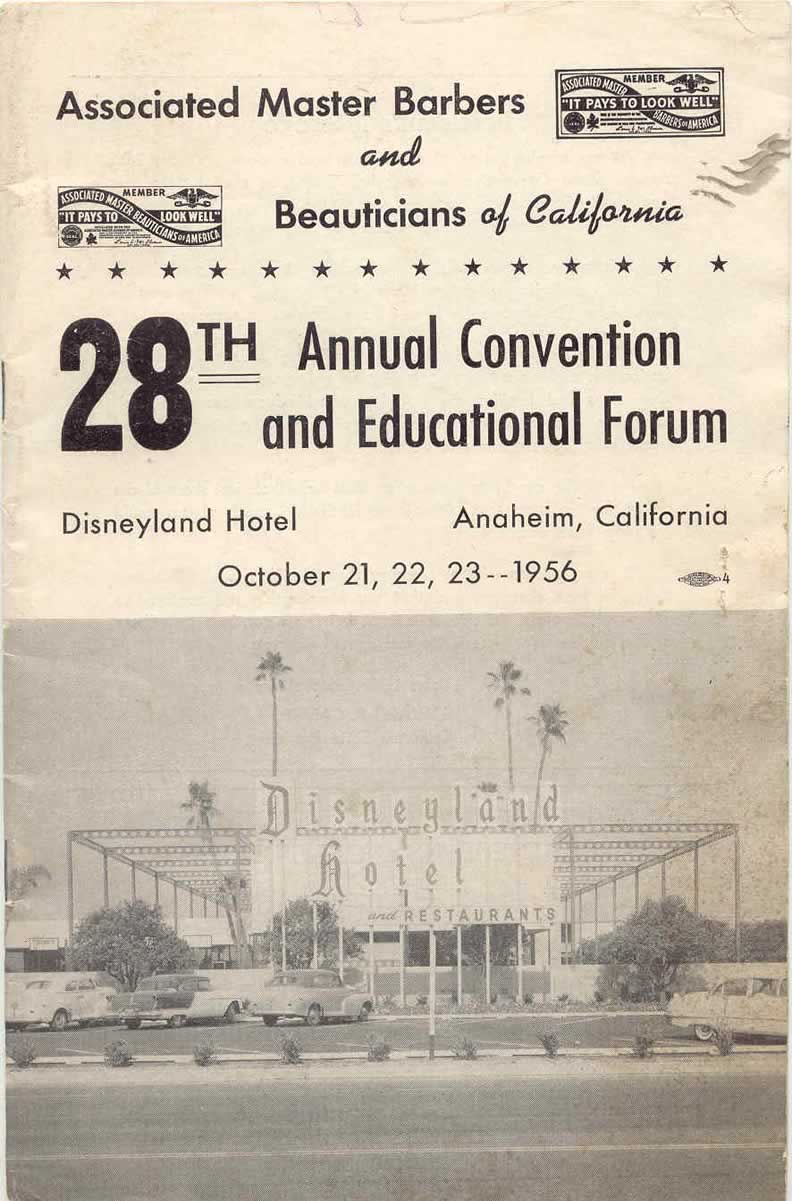 Associated Master Barbers
MEMBER
ASSOCIATED MASTER
"IT PAYS TO LOOK WELL"
BARBERS OF AMERICA
and
MEMBER
ASSOCIATED MASTER BEAUTICIANS OF AMERICA
"IT PAYS TO LOOK WELL"
Beauticians of California
28TH Annual Convention
and Educational Forum
Disneyland Hotel Anaheim, California
October 21, 22, 23--1956
4
Disneyland
Hotel
and RESTAURANTS